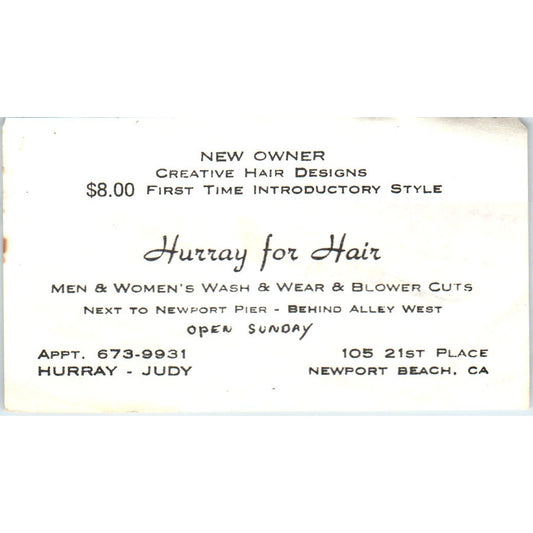 NEW OWNER
CREATIVE HAIR DESIGNS
$8.00 FIRST TIME INTRODUCTORY STYLE
Hurray for Hair
MEN & WOMEN'S WASH & WEAR & BLOWER CUTS
NEXT TO NEWPORT PIER - BEHIND ALLEY WEST
OPEN SUNDAY
APPT. 673-9931
HURRAY - JUDY
105 21ST PLACE
NEWPORT BEACH, CA